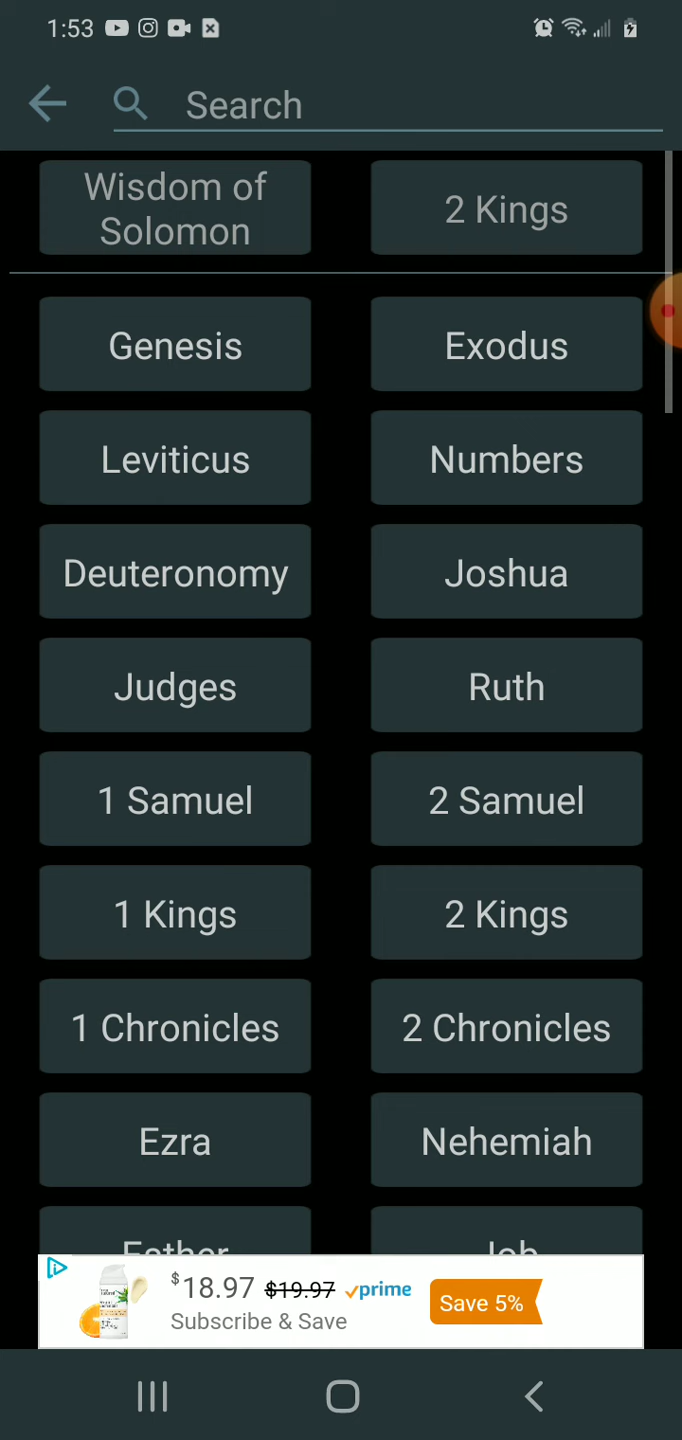 1:53
Search
Wisdom of
Solomon
2 Kings
Genesis
Exodus
Leviticus
Numbers
Deuteronomy
Joshua
Judges
Ruth
1 Samuel
2 Samuel
1 Kings
2 Kings
1 Chronicles
2 Chronicles
Ezra
Nehemiah
Esther
Job
$18.97 $19.97 prime
Save 5%
Subscribe & Save